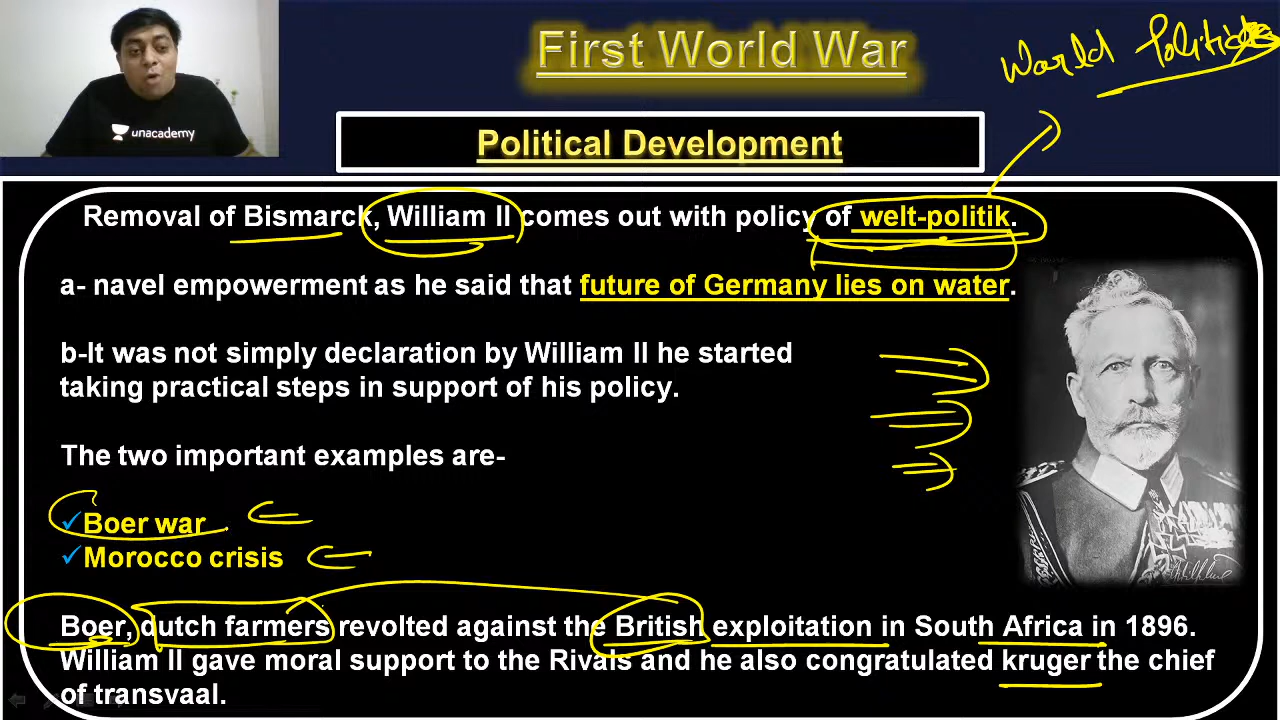 First World War
World Politics
unacademy
Political Development
Removal of Bismarck, William II comes out with policy of welt-politik.
a- navel empowerment as he said that future of Germany lies on water.
b-It was not simply declaration by William II he started
taking practical steps in support of his policy.
The two important examples are-
✓Boer war
✓Morocco crisis
Boer, dutch farmers revolted against the British exploitation in South Africa in 1896.
William II gave moral support to the Rivals and he also congratulated kruger the chief
of transvaal.